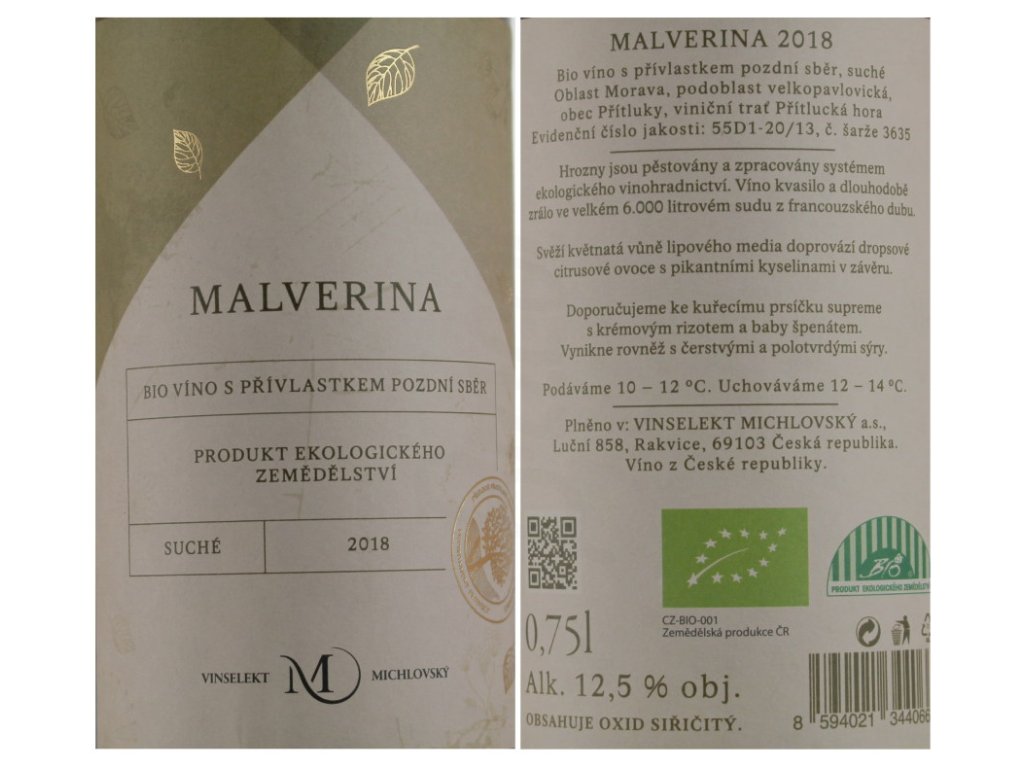 MALVERINA
BIO VÍNO S PŘÍVLASTKEM POZDNÍ SBĚR
PRODUKT EKOLOGICKÉHO
ZEMĚDĚLSTVÍ
SUCHÉ
2018
VINSELEKT M MICHLOVSKÝ
MALVERINA 2018
Bio víno s přívlastkem pozdní sběr, suché
Oblast Morava, podoblast velkopavlovická,
obec Přítluky, viniční trať Přítlucká hora
Evidenční číslo jakosti: 55D1-20/13, č. šarže 3635
Hrozny jsou pěstovány a zpracovány systémem
ekologického vinohradnictví. Víno kvasilo a dlouhodobě
zrálo ve velkém 6.000 litrovém sudu z francouzského dubu.
Svěží květnatá vůně lipového media doprovází dropsové
citrusové ovoce s pikantními kyselinami v závěru.
Doporučujeme ke kuřecímu prsíčku supreme
s krémovým rizotem a baby špenátem.
Vynikne rovněž s čerstvými a polotvrdými sýry.
Podáváme 10 – 12 ºC. Uchováváme 12 – 14 ºC.
Plněno v: VINSELEKT MICHLOVSKÝ a.s.,
Luční 858, Rakvice, 69103 Česká republika.
Víno z České republiky.
BIO
PRODUKT EKOLOGICKÉHO ZEMĚDĚLSTVÍ
CZ-BIO-001
Zemědělská produkce ČR
0,75l
Alk. 12,5 % obj.
OBSAHUJE OXID SIŘIČITÝ.
8 594021 344066